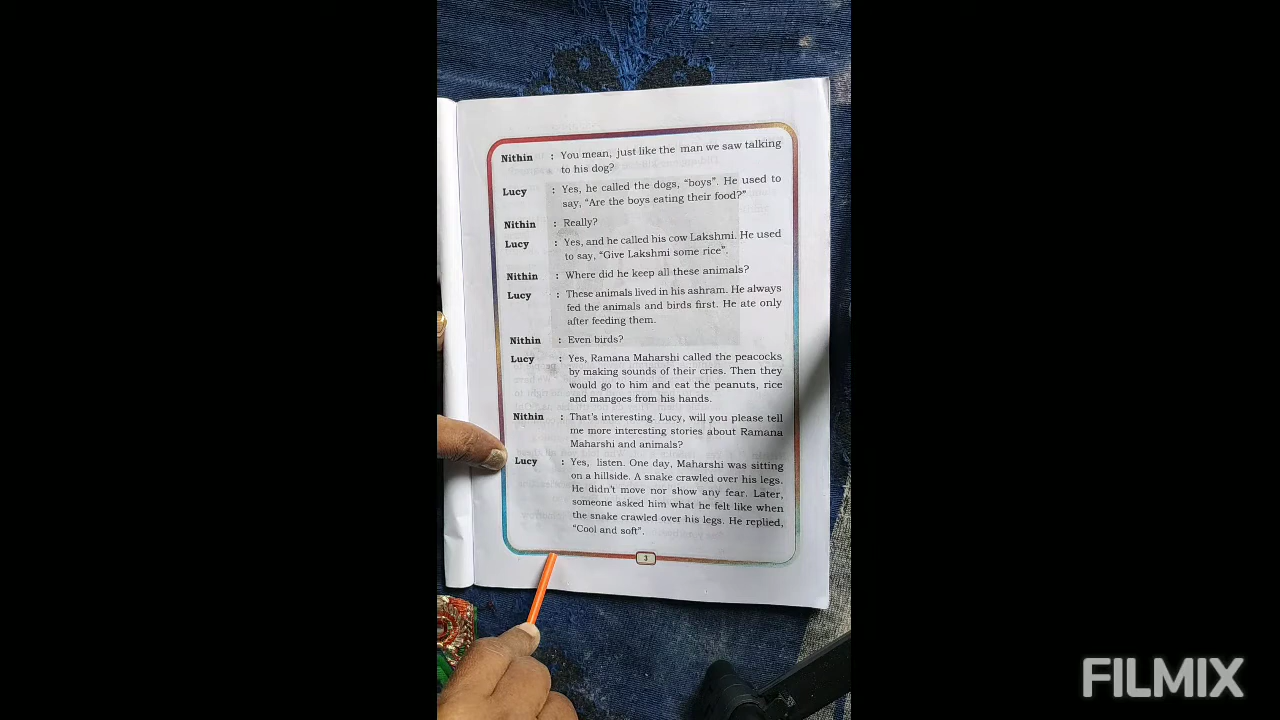 Nithin : You mean, just like the man we saw talking
to his dog?
Lucy : Yes, he called the dogs, "boys". He used to
say, "Are the boys eating their food?"
Nithin : Really?
Lucy : Yes, and he called his cow Lakshmi. He used
to say, "Give Lakshmi some rice".
Nithin : Where did he keep all these animals?
Lucy : These animals lived in his ashram. He always
fed the animals and birds first. He ate only
after feeding them.
Nithin : Even birds?
Lucy : Yes, Ramana Maharshi called the peacocks
by making sounds of their cries. Then they
would go to him and eat the peanuts, rice
and mangoes from his hands.
Nithin : That's interesting. Lucy, will you please tell
me more interesting stories about Ramana
Maharshi and animals?
Lucy : Yes, listen. One day, Maharshi was sitting
on a hillside. A snake crawled over his legs.
He didn't move nor show any fear. Later,
someone asked him what he felt like when
the snake crawled over his legs. He replied,
"Cool and soft".
3
FILMIX